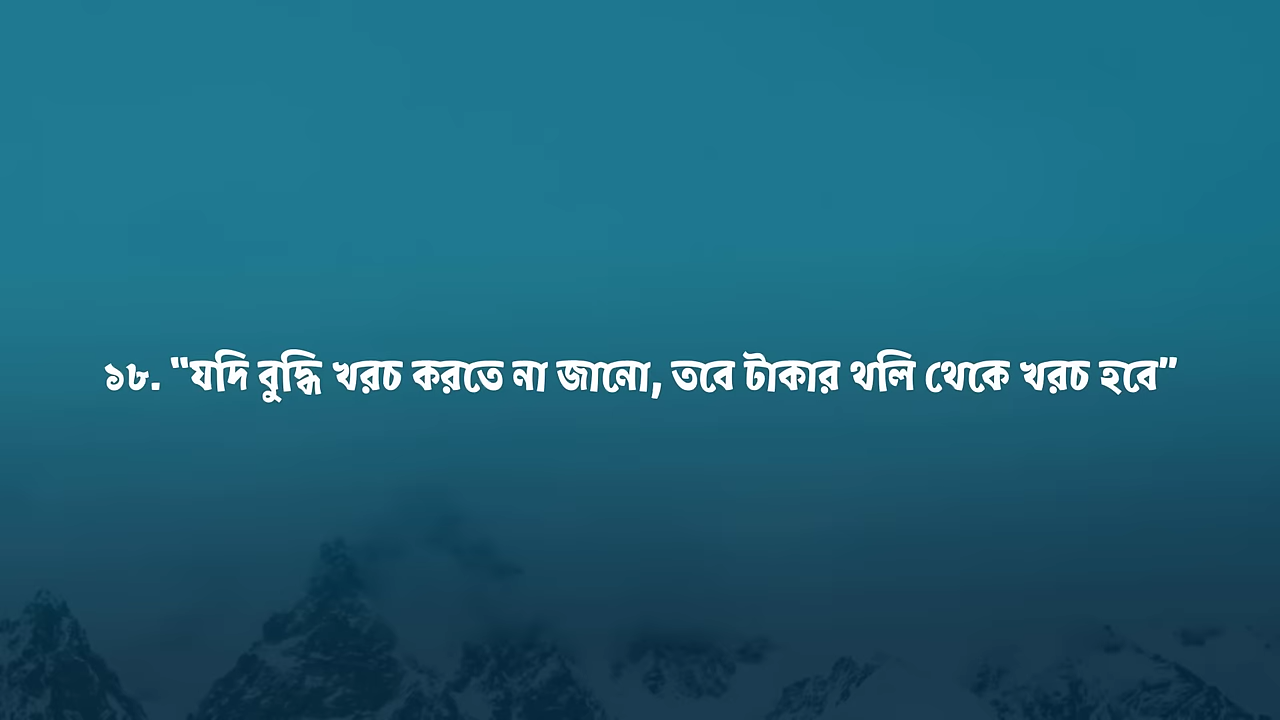 ১৮. “যদি বুদ্ধি খরচ করতে না জানো, তবে টাকার থলি থেকে খরচ হবে”